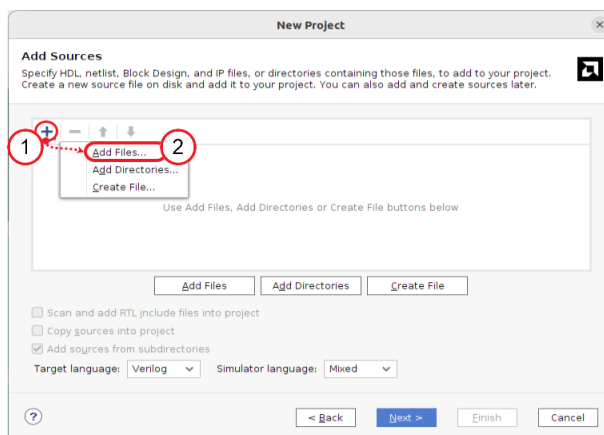 New Project
Add Sources
Specify HDL, netlist, Block Design, and IP files, or directories containing those files, to add to your project.
Create a new source file on disk and add it to your project. You can also add and create sources later.
1
Add Files...
2
Add Directories...
Create File...
Use Add Files, Add Directories or Create File buttons below
Add Files
Add Directories
Create File
Scan and add RTL include files into project
Copy sources into project
Add sources from subdirectories
Target language: Verilog Simulator language: Mixed
? < Back Next > Finish Cancel